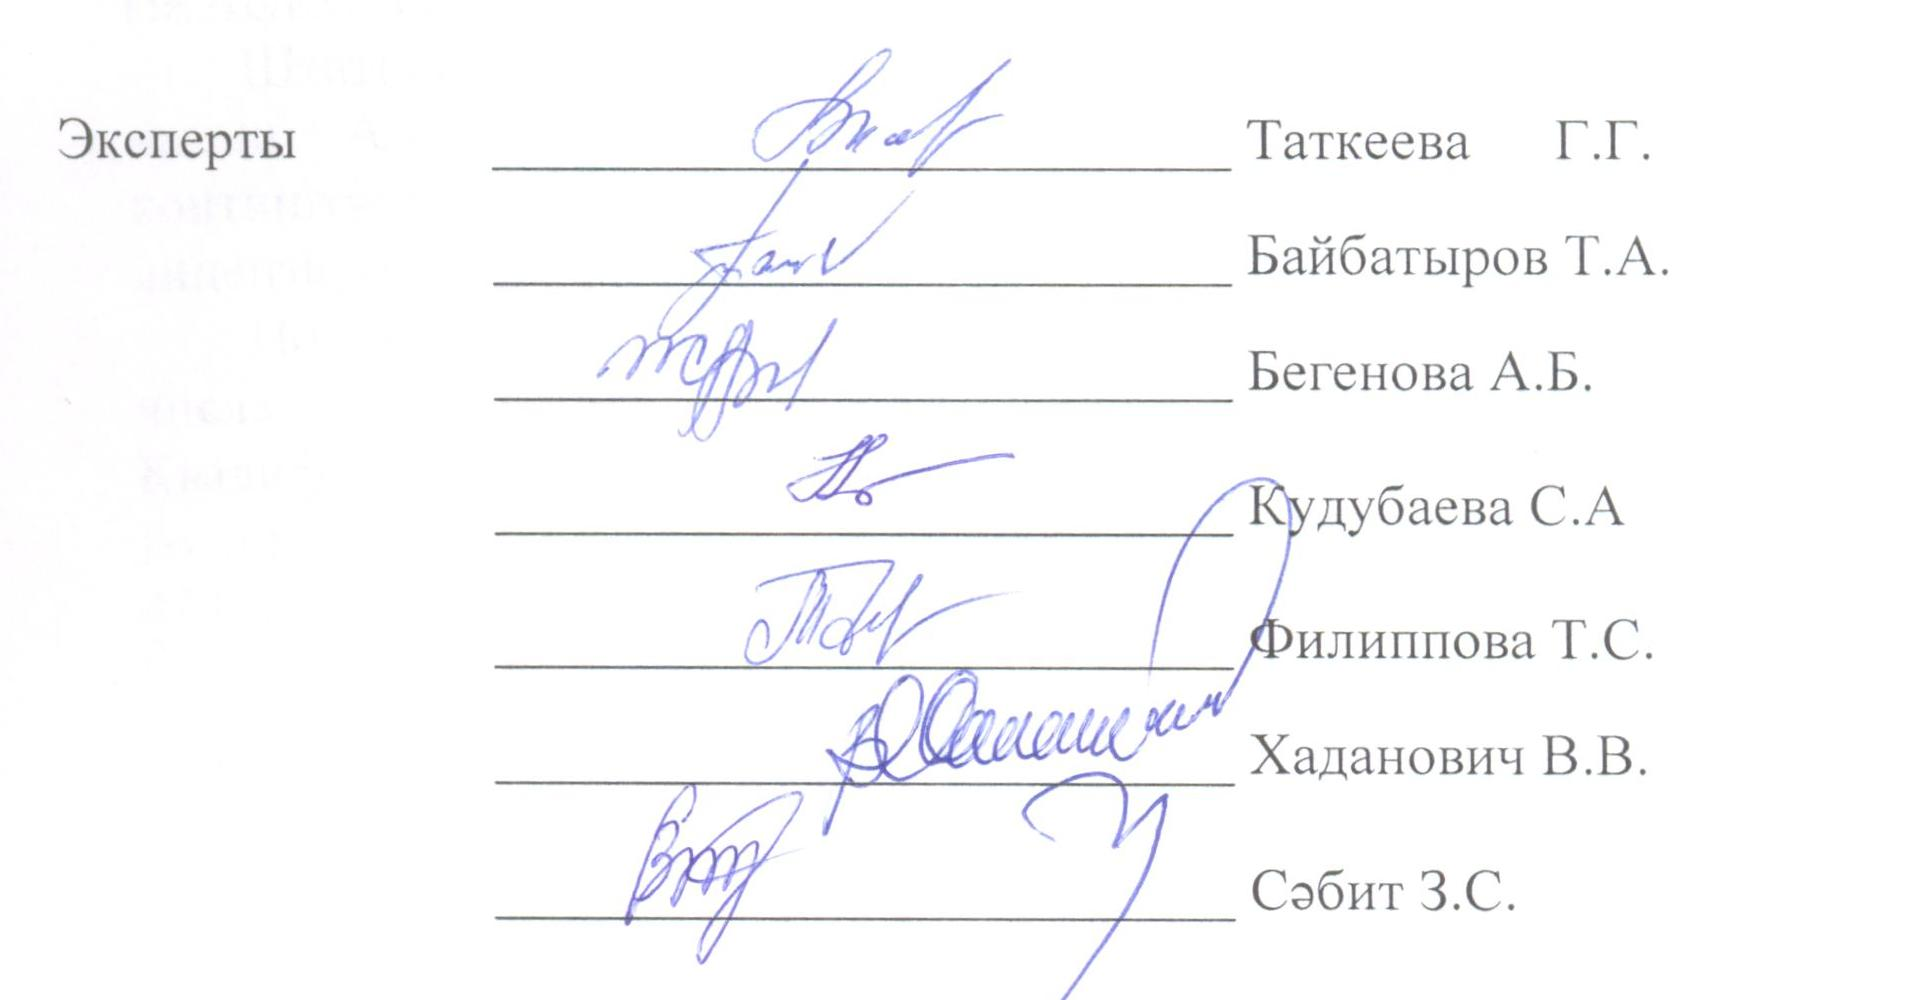 Эксперты Таткеева Г.Г.
Байбатыров Т.А.
Бегенова А.Б.
Кудубаева С.А
Филиппова Т.С.
Хаданович В.В.
Сәбит З.С.